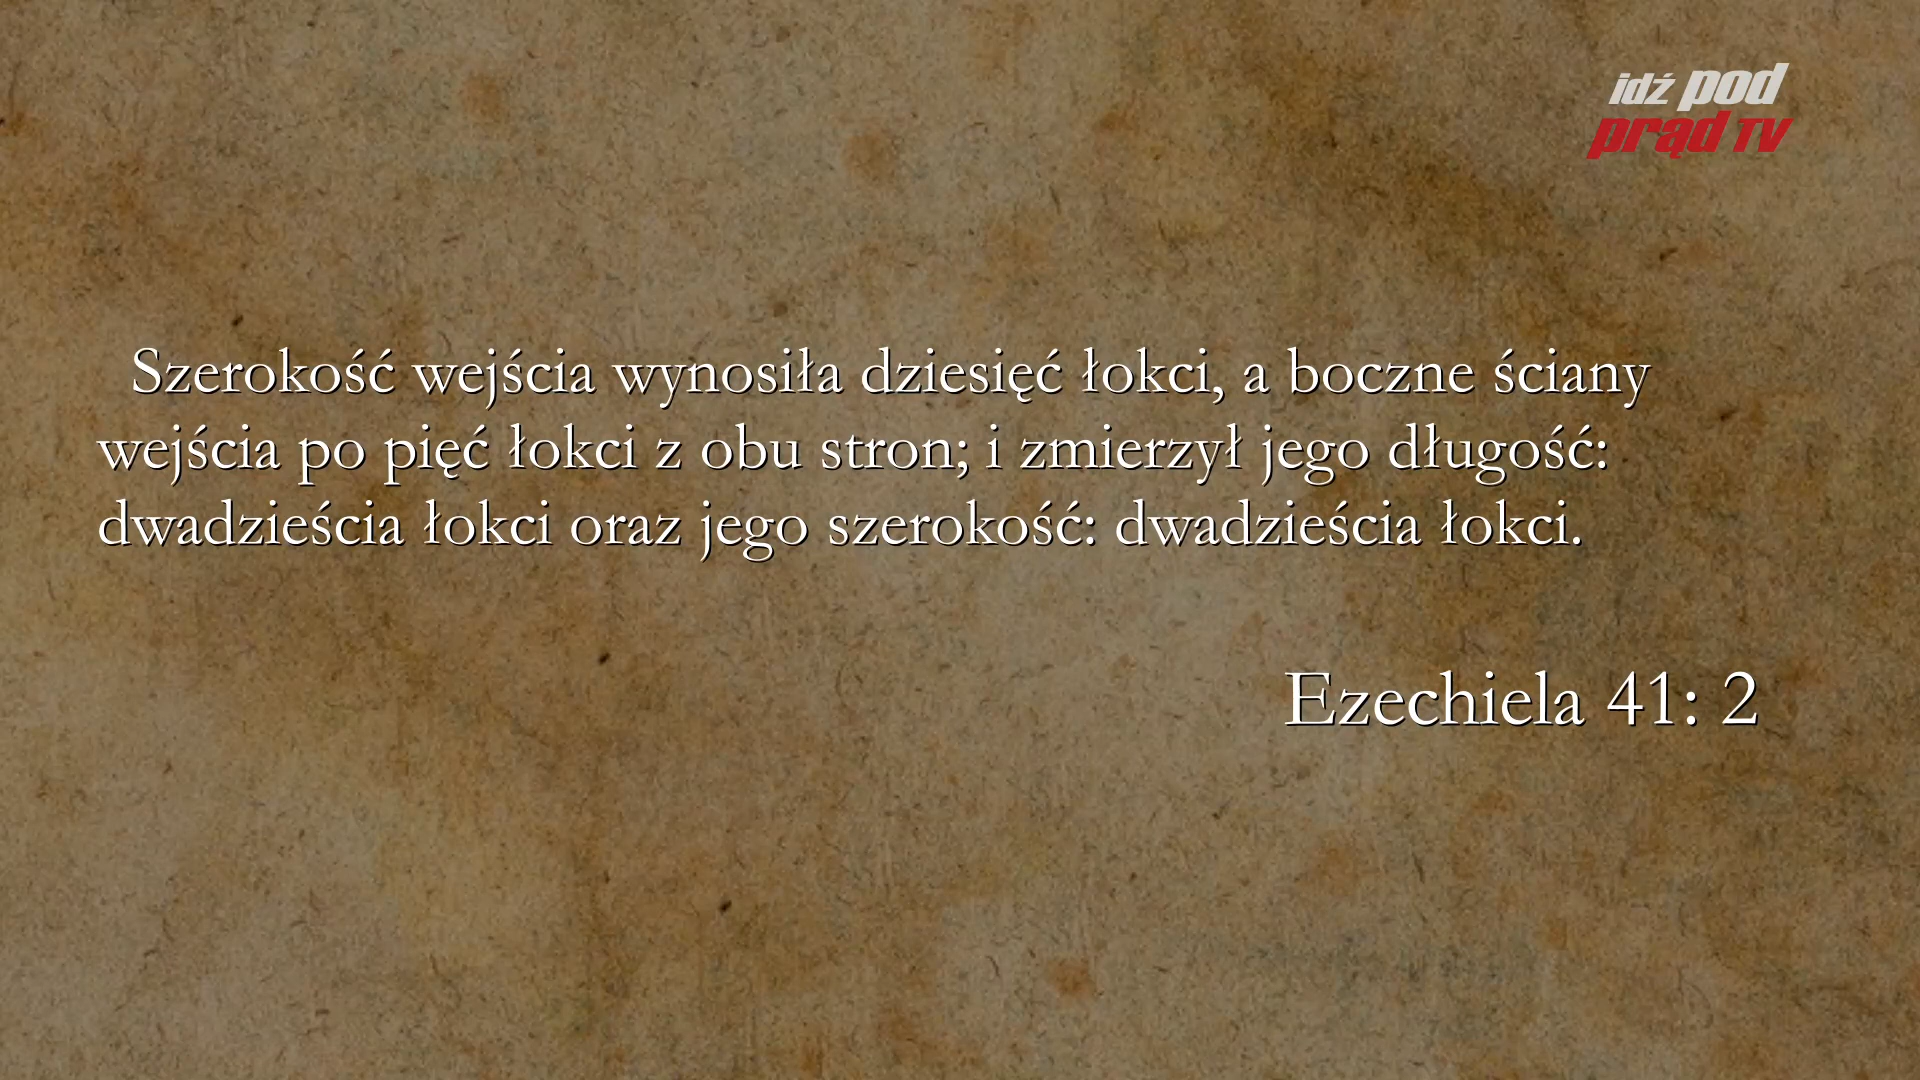 idź pod
prąd TV
Szerokość wejścia wynosiła dziesięć łokci, a boczne ściany
wejścia po pięć łokci z obu stron; i zmierzył jego długość:
dwadzieścia łokci oraz jego szerokość: dwadzieścia łokci.
Ezechiela 41: 2